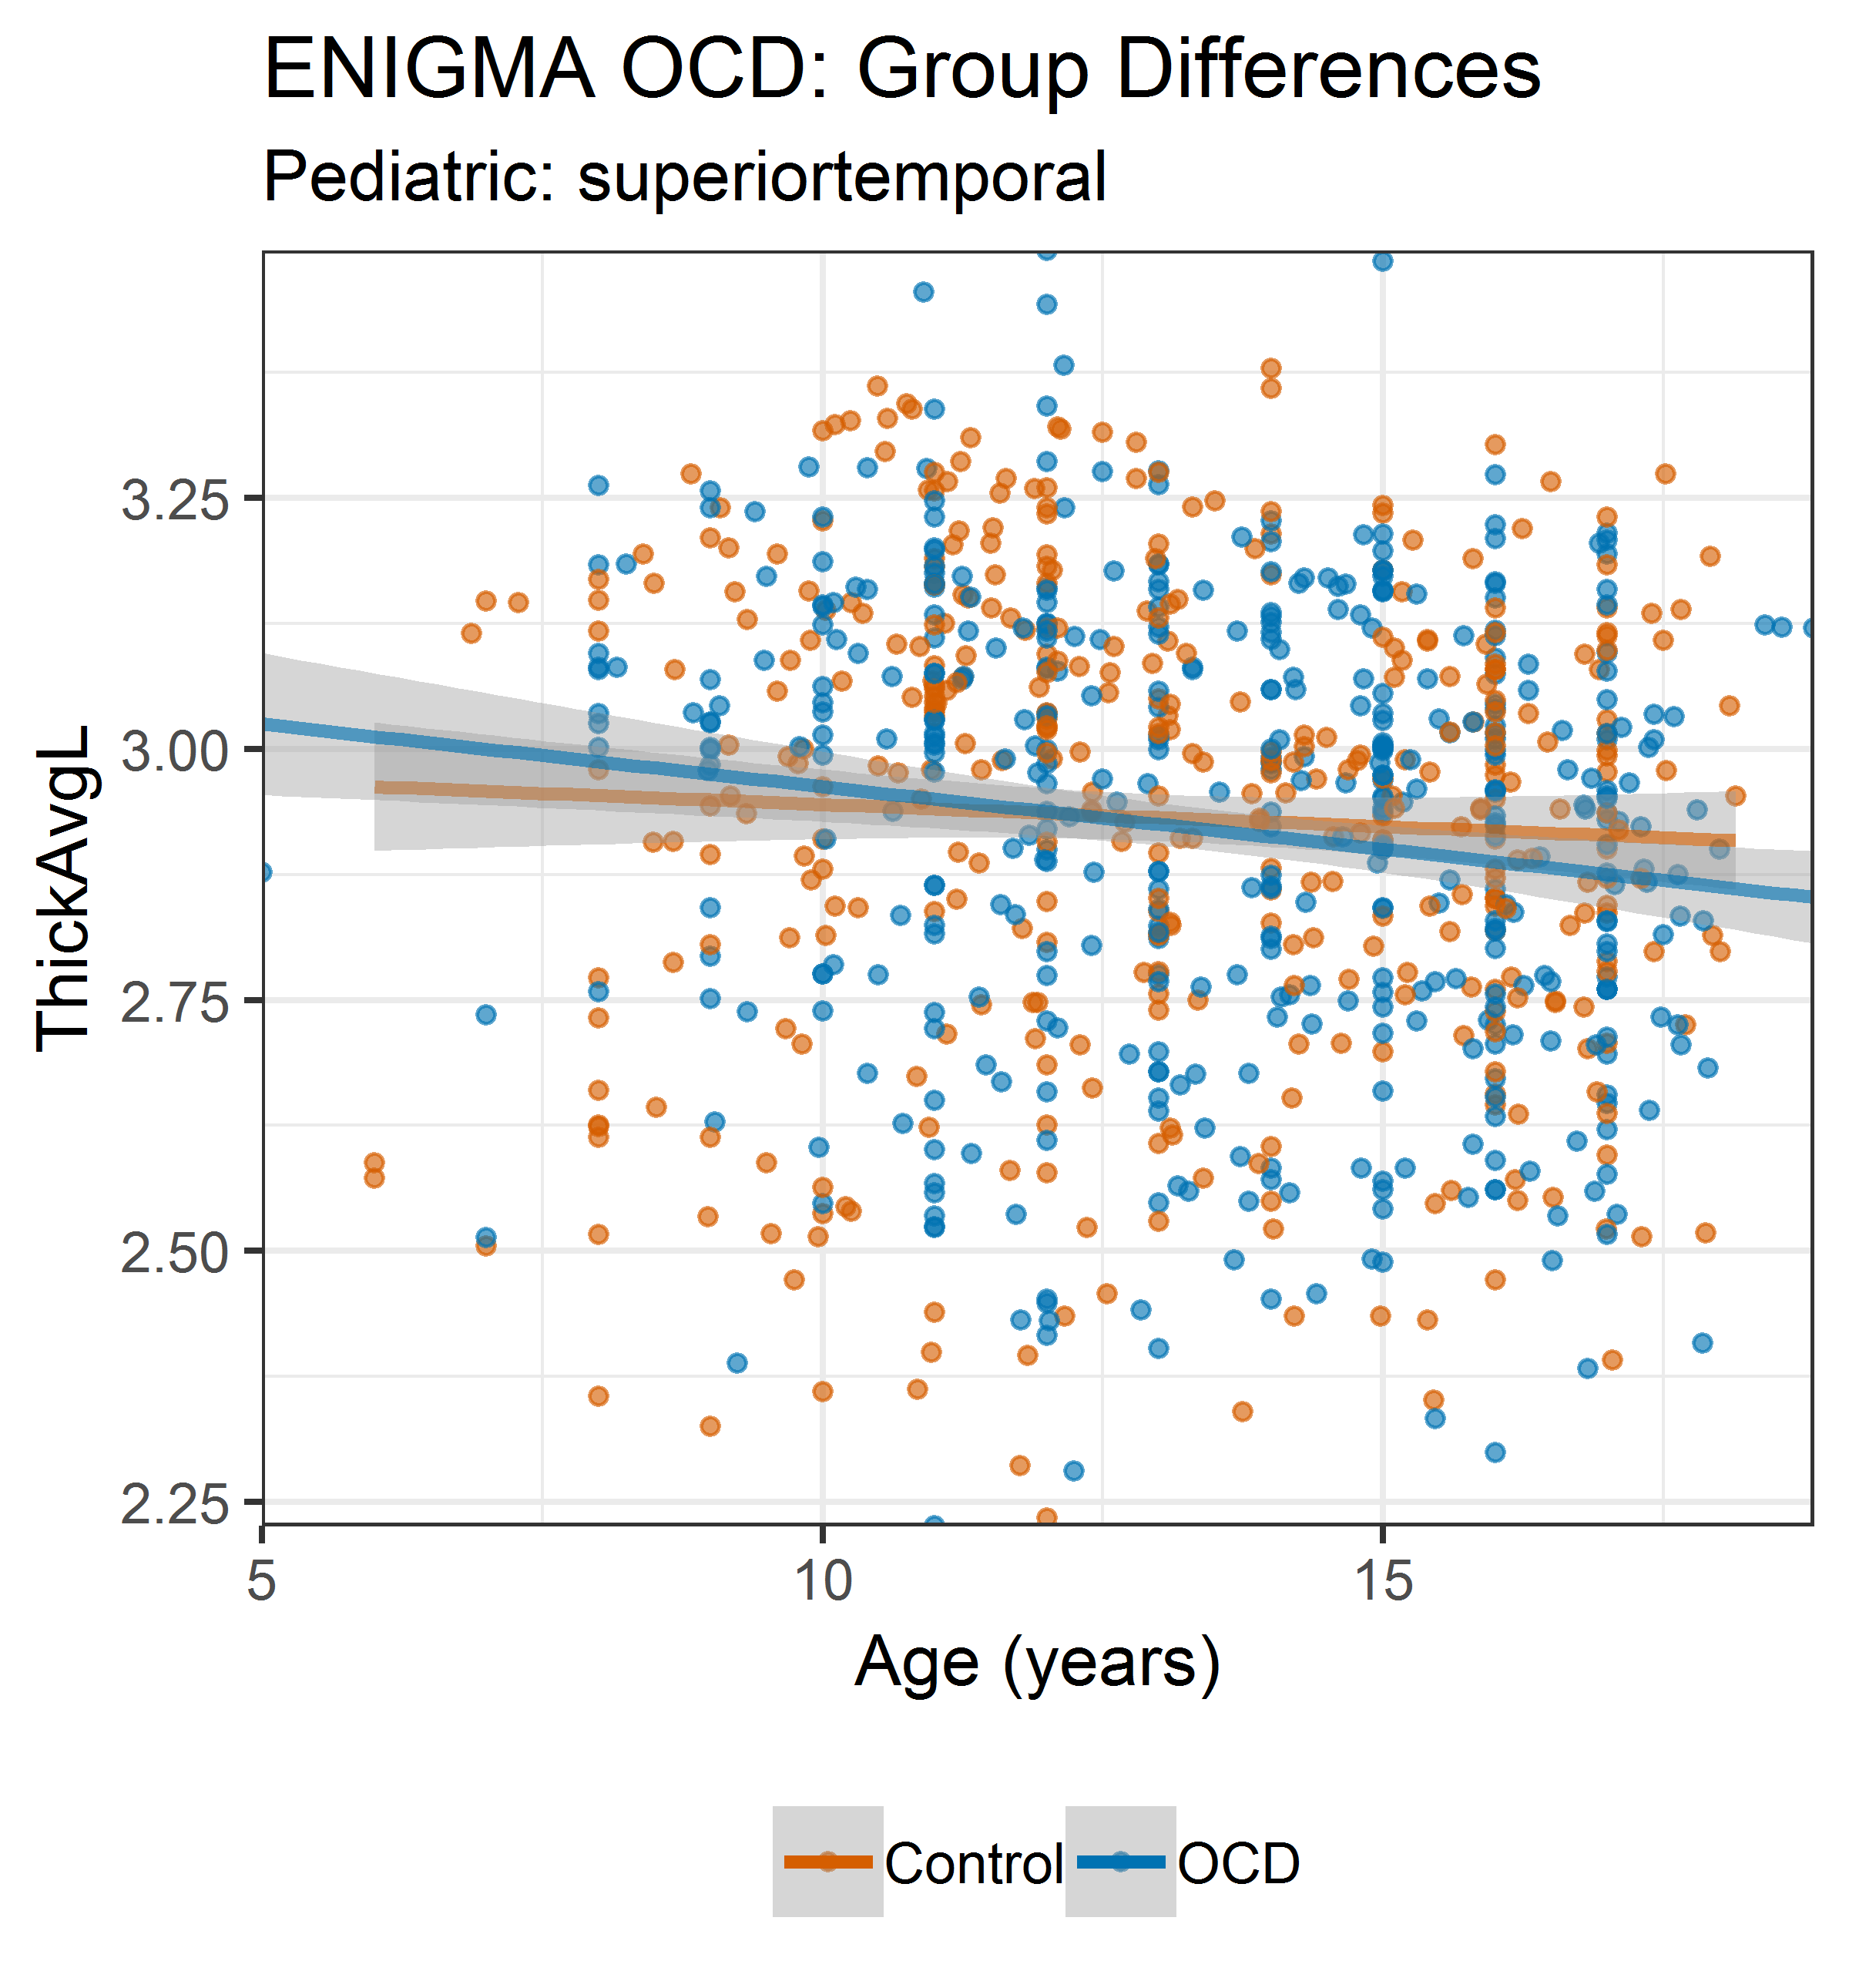 ENIGMA OCD: Group Differences
Pediatric: superiortemporal
ThickAvgL
3.25
3.00
2.75
2.50
2.25
5 10 15
Age (years)
Control OCD